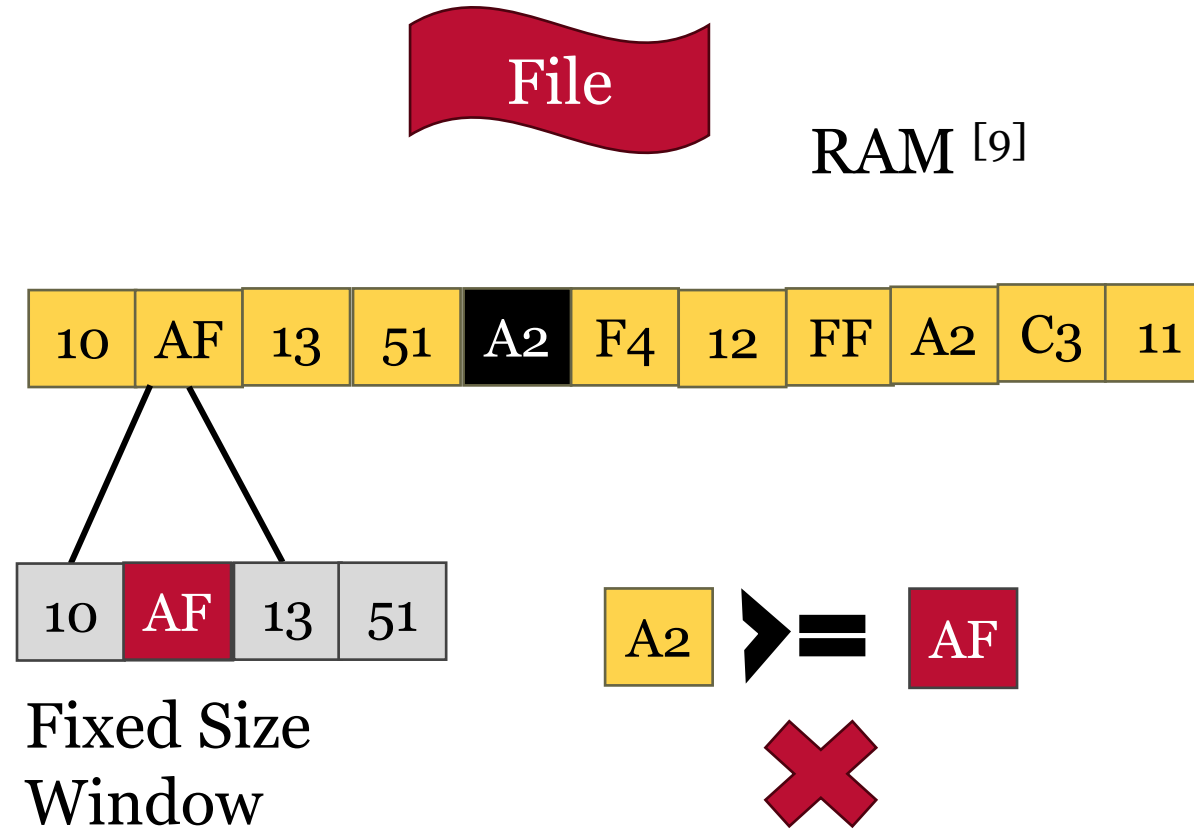 File
RAM [9]
10 AF 13 51 A2 F4 12 FF A2 C3 11
10 AF 13 51
A2 >= AF
Fixed Size
Window